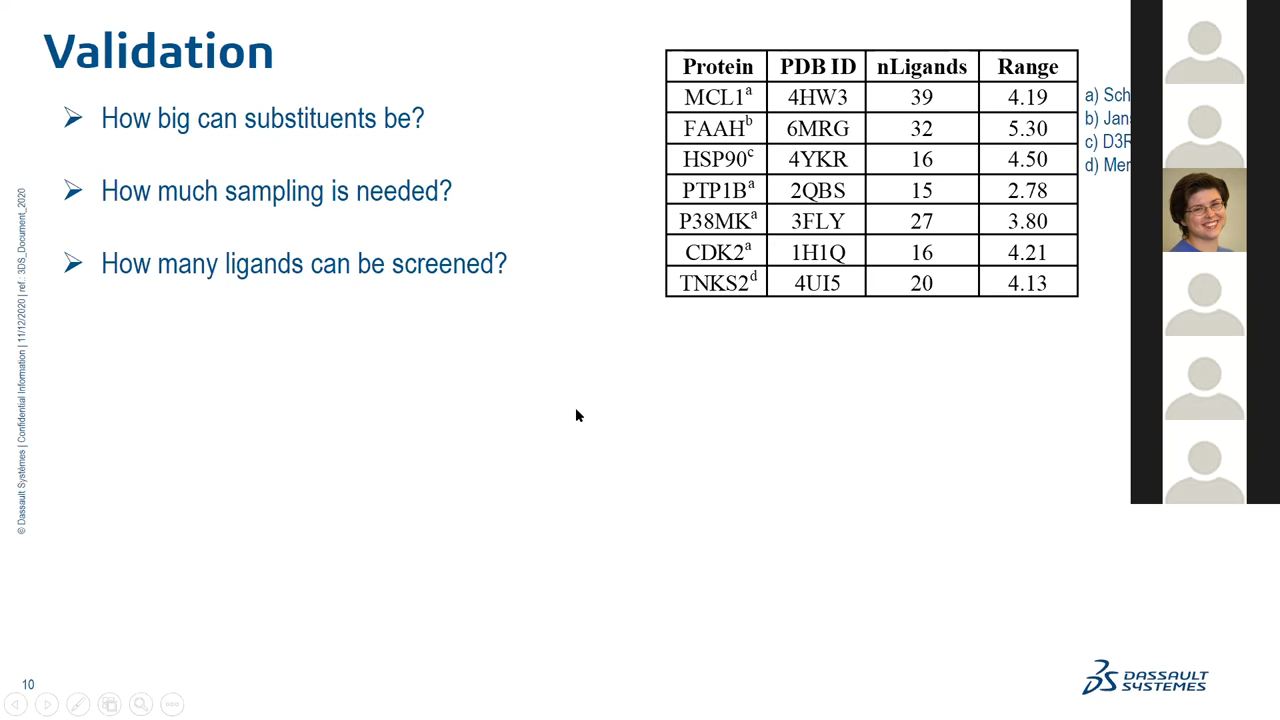 Validation
➢ How big can substituents be?
➢ How much sampling is needed?
➢ How many ligands can be screened?
Protein PDB ID nLigands Range
MCL1a 4HW3 39 4.19
FAAHb 6MRG 32 5.30
HSP90c 4YKR 16 4.50
PTP1Ba 2QBS 15 2.78
P38MKa 3FLY 27 3.80
CDK2a 1H1Q 16 4.21
TNKS2d 4UI5 20 4.13
a) Sch
b) Jans
c) D3R
d) Mer
© Dassault Systèmes | Confidential Information | 11/12/2020 | ref.: 3DS_Document_2020
10
DASSAULT
SYSTEMES